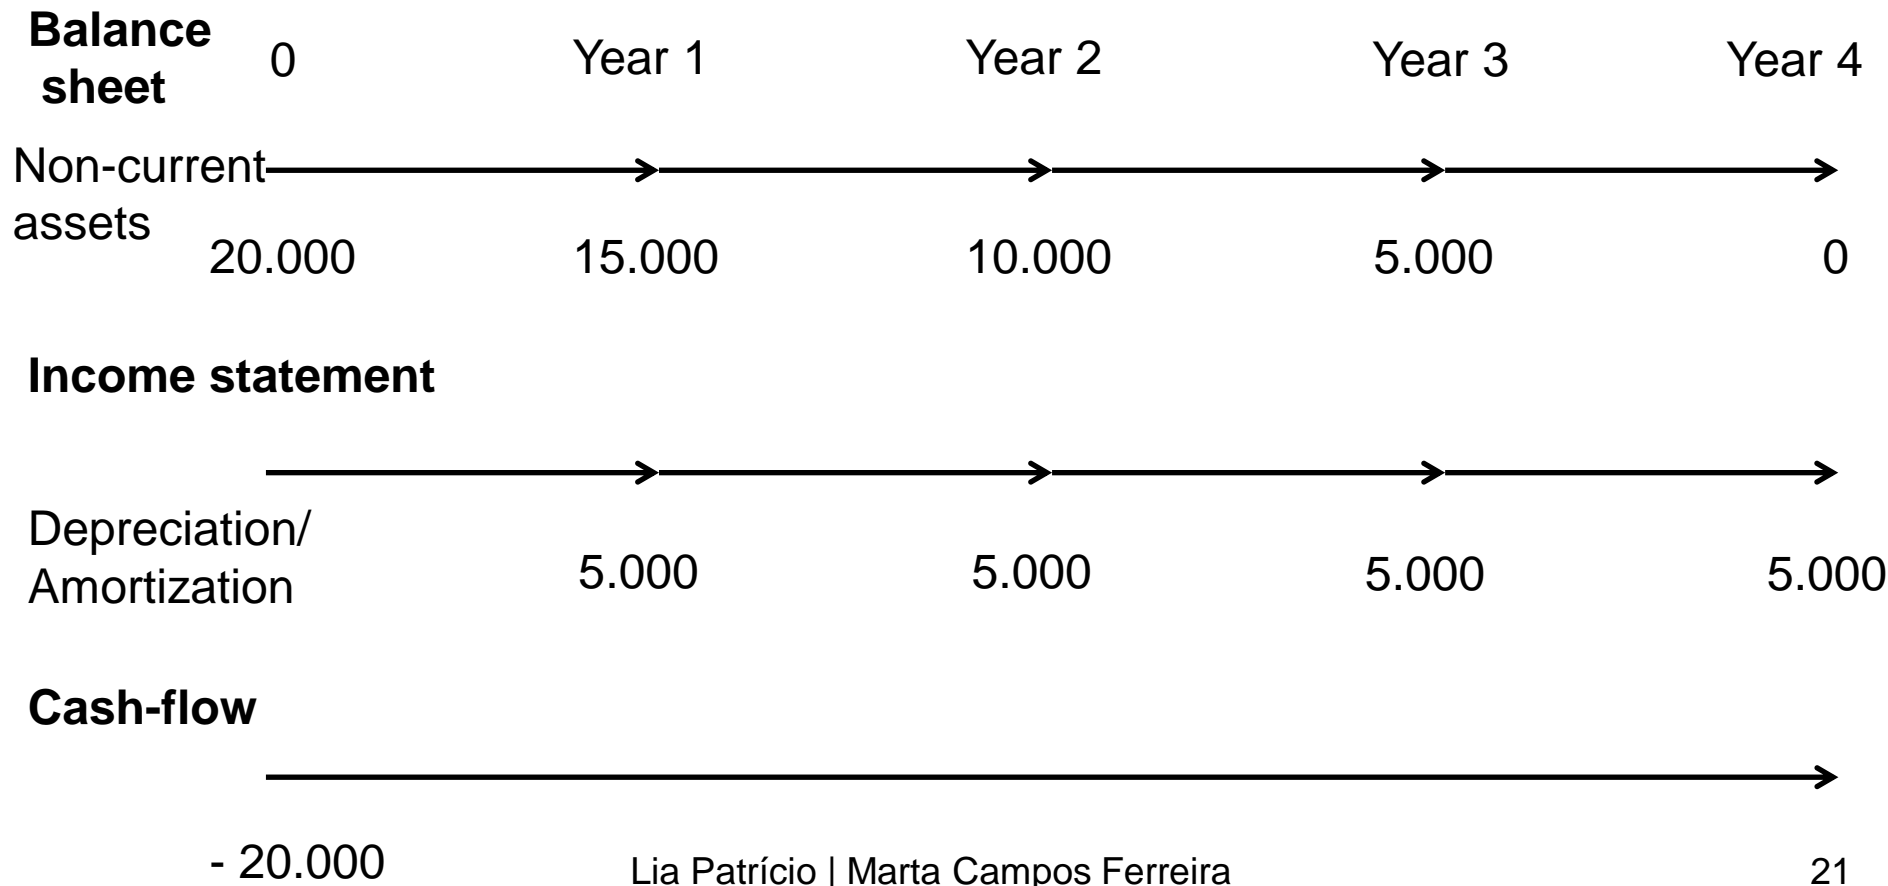 Balance
sheet
0 Year 1 Year 2 Year 3 Year 4
Non-current
assets
20.000 15.000 10.000 5.000 0
Income statement
Depreciation/
Amortization
5.000 5.000 5.000 5.000
Cash-flow
- 20.000
Lia Patrício | Marta Campos Ferreira
21